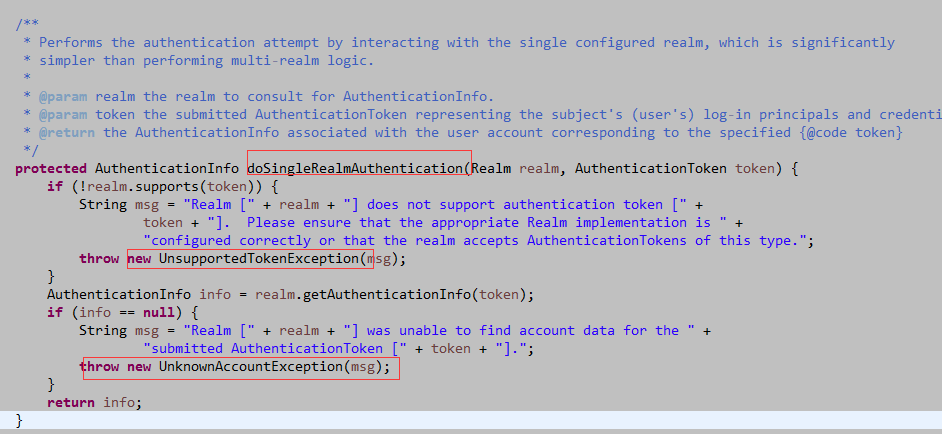 /**
 * Performs the authentication attempt by interacting with the single configured realm, which is significantly
 * simpler than performing multi-realm logic.
 *
 * @param realm the realm to consult for AuthenticationInfo.
 * @param token the submitted AuthenticationToken representing the subject's (user's) log-in principals and credenti
 * @return the AuthenticationInfo associated with the user account corresponding to the specified {@code token}
 */
protected AuthenticationInfo doSingleRealmAuthentication(Realm realm, AuthenticationToken token) {
    if (!realm.supports(token)) {
        String msg = "Realm [" + realm + "] does not support authentication token [" +
                token + "].  Please ensure that the appropriate Realm implementation is " +
                "configured correctly or that the realm accepts AuthenticationTokens of this type.";
        throw new UnsupportedTokenException(msg);
    }
    AuthenticationInfo info = realm.getAuthenticationInfo(token);
    if (info == null) {
        String msg = "Realm [" + realm + "] was unable to find account data for the " +
                "submitted AuthenticationToken [" + token + "].";
        throw new UnknownAccountException(msg);
    }
    return info;
}